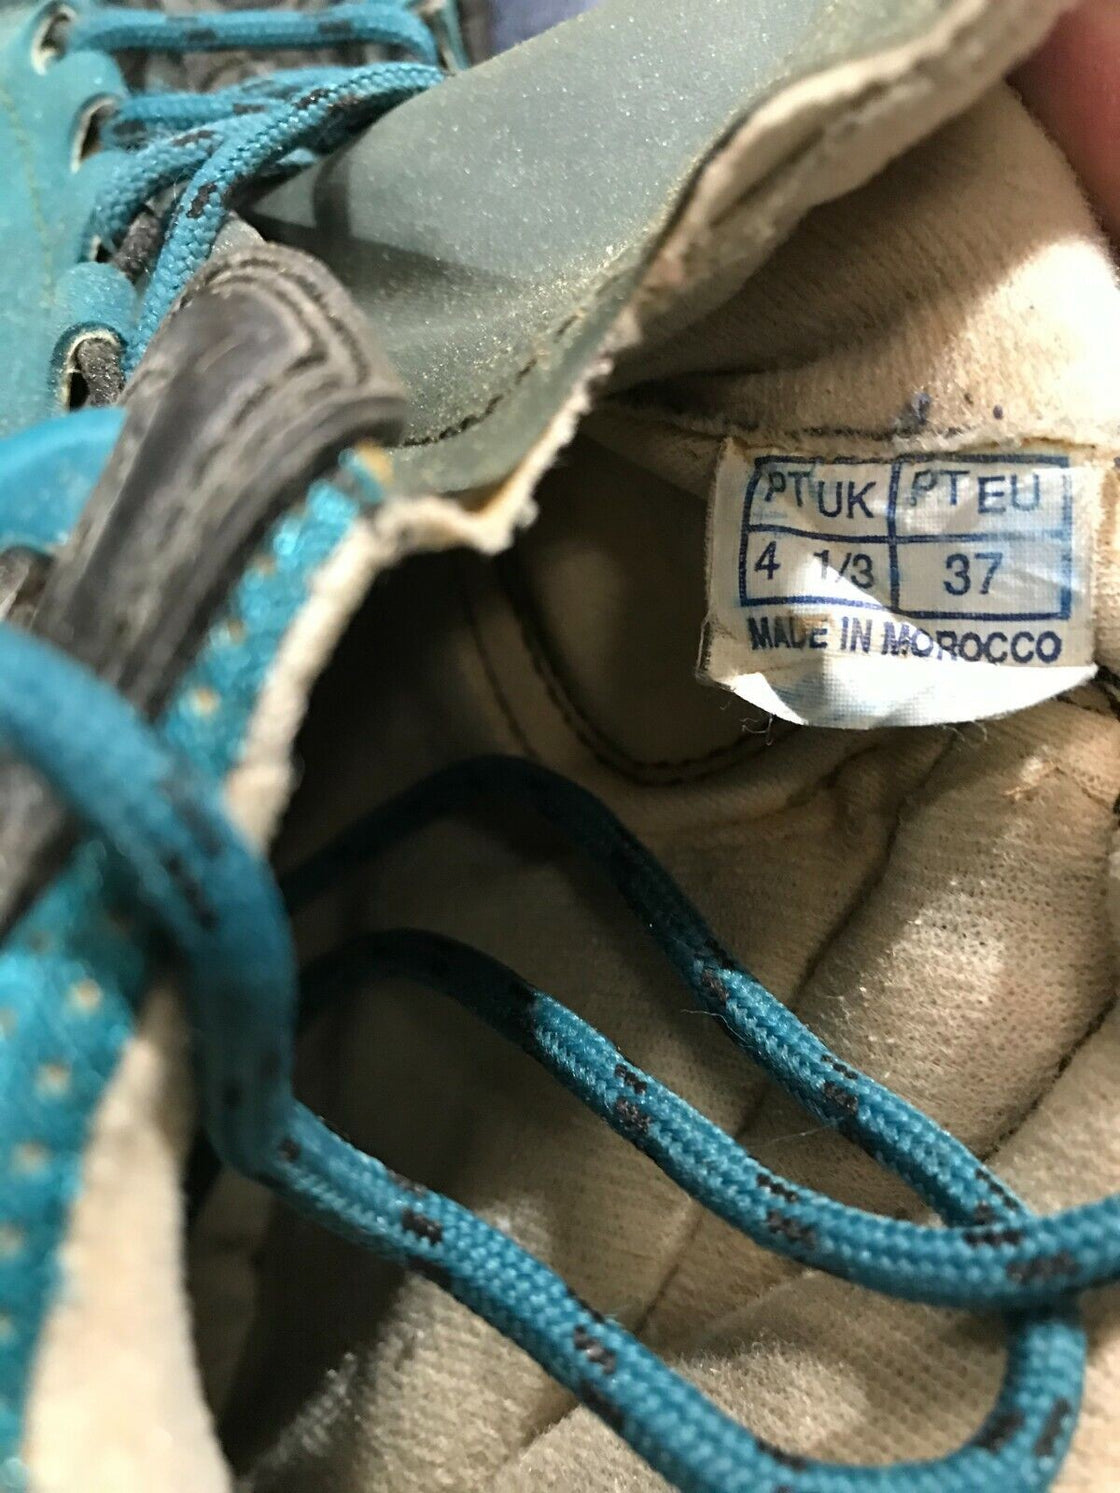 PT UK PT EU
4 1/3 37
MADE IN MOROCCO